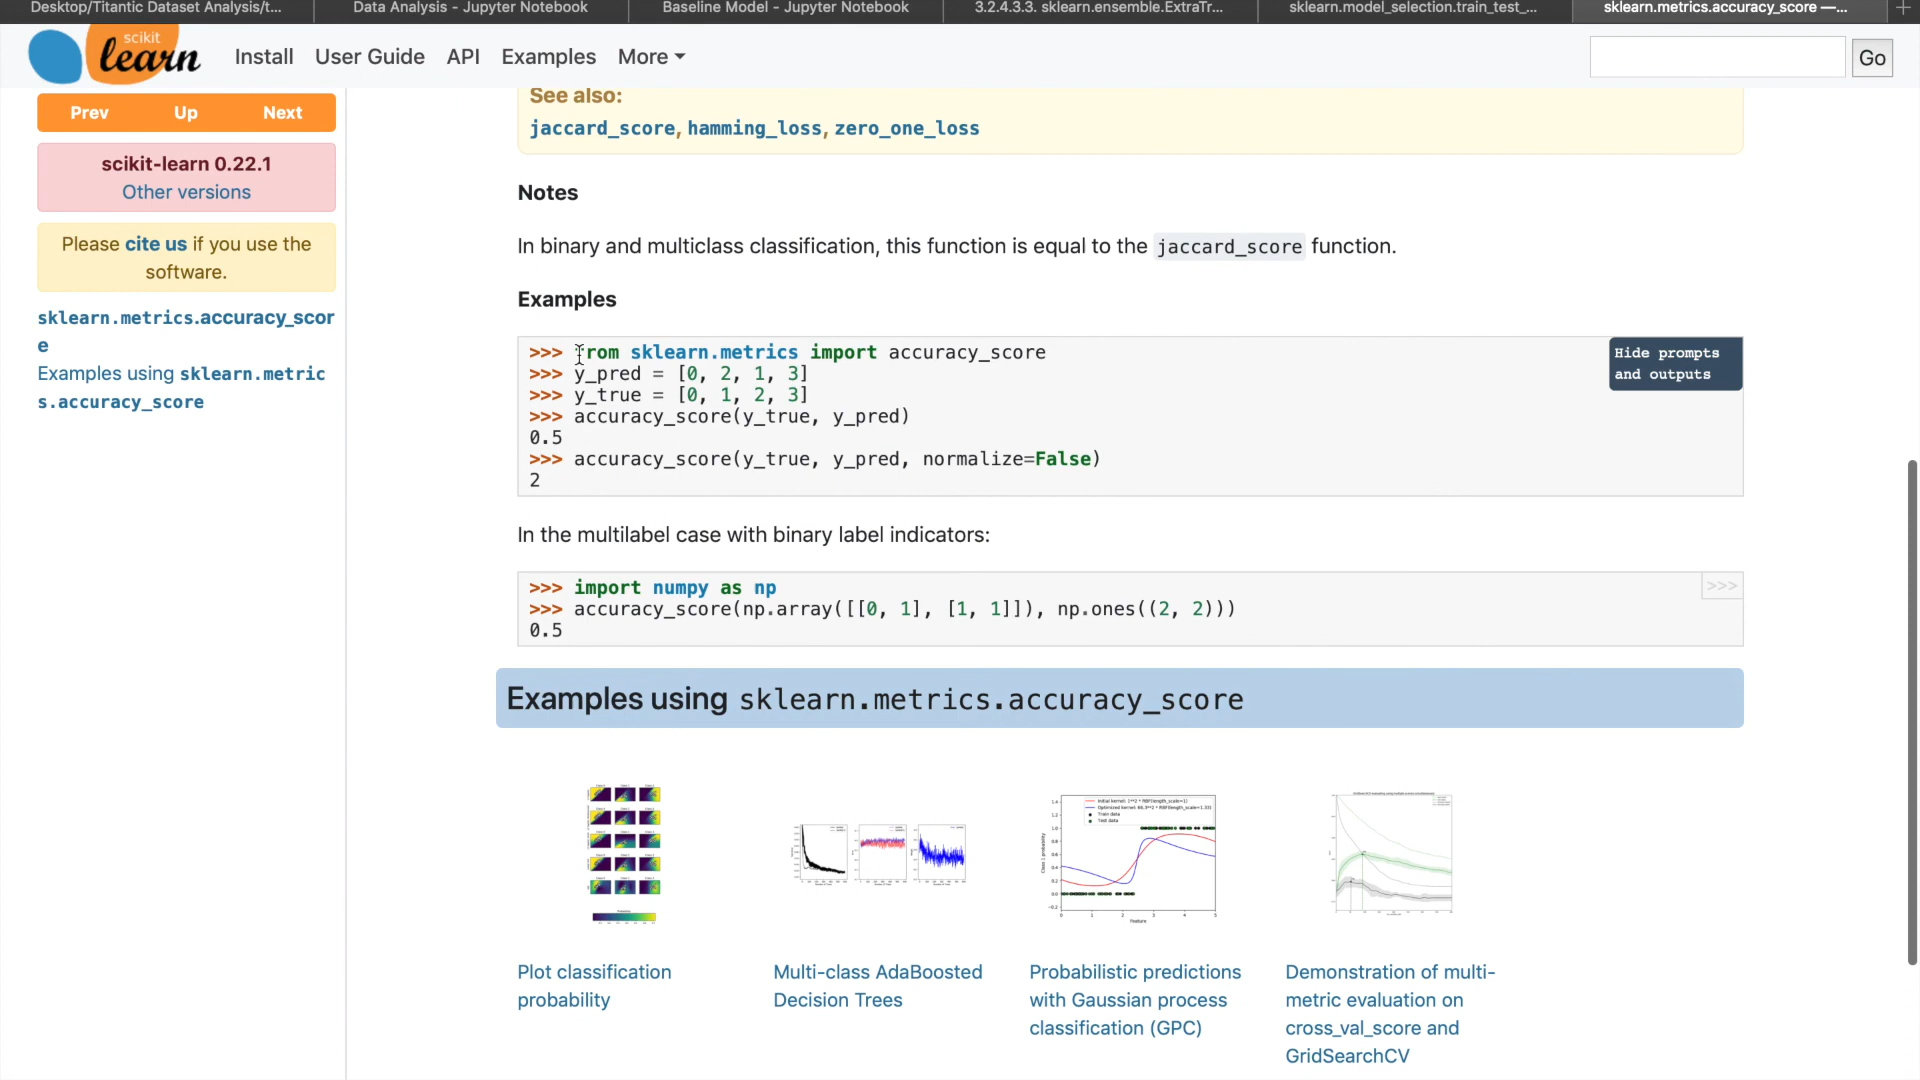 Desktop/Titantic Dataset Analysis/t...
Data Analysis - Jupyter Notebook
Baseline Model - Jupyter Notebook
3.2.4.3.3. sklearn.ensemble.ExtraTr...
sklearn.model_selection.train_test_...
sklearn.metrics.accuracy_score —...
scikit
learn
Install
User Guide
API
Examples
More
Go
Prev
Up
Next
scikit-learn 0.22.1
Other versions
Please cite us if you use the
software.
sklearn.metrics.accuracy_scor
e
Examples using sklearn.metric
s.accuracy_score
See also:
jaccard_score, hamming_loss, zero_one_loss
Notes
In binary and multiclass classification, this function is equal to the jaccard_score function.
Examples
>>> from sklearn.metrics import accuracy_score
>>> y_pred = [0, 2, 1, 3]
>>> y_true = [0, 1, 2, 3]
>>> accuracy_score(y_true, y_pred)
0.5
>>> accuracy_score(y_true, y_pred, normalize=False)
2
Hide prompts
and outputs
In the multilabel case with binary label indicators:
>>> import numpy as np
>>> accuracy_score(np.array([[0, 1], [1, 1]]), np.ones((2, 2)))
0.5
>>>
Examples using sklearn.metrics.accuracy_score
Plot classification
probability
Multi-class AdaBoosted
Decision Trees
Train data
Test data
Feature
Probabilistic predictions
with Gaussian process
classification (GPC)
Demonstration of multi-
metric evaluation on
cross_val_score and
GridSearchCV